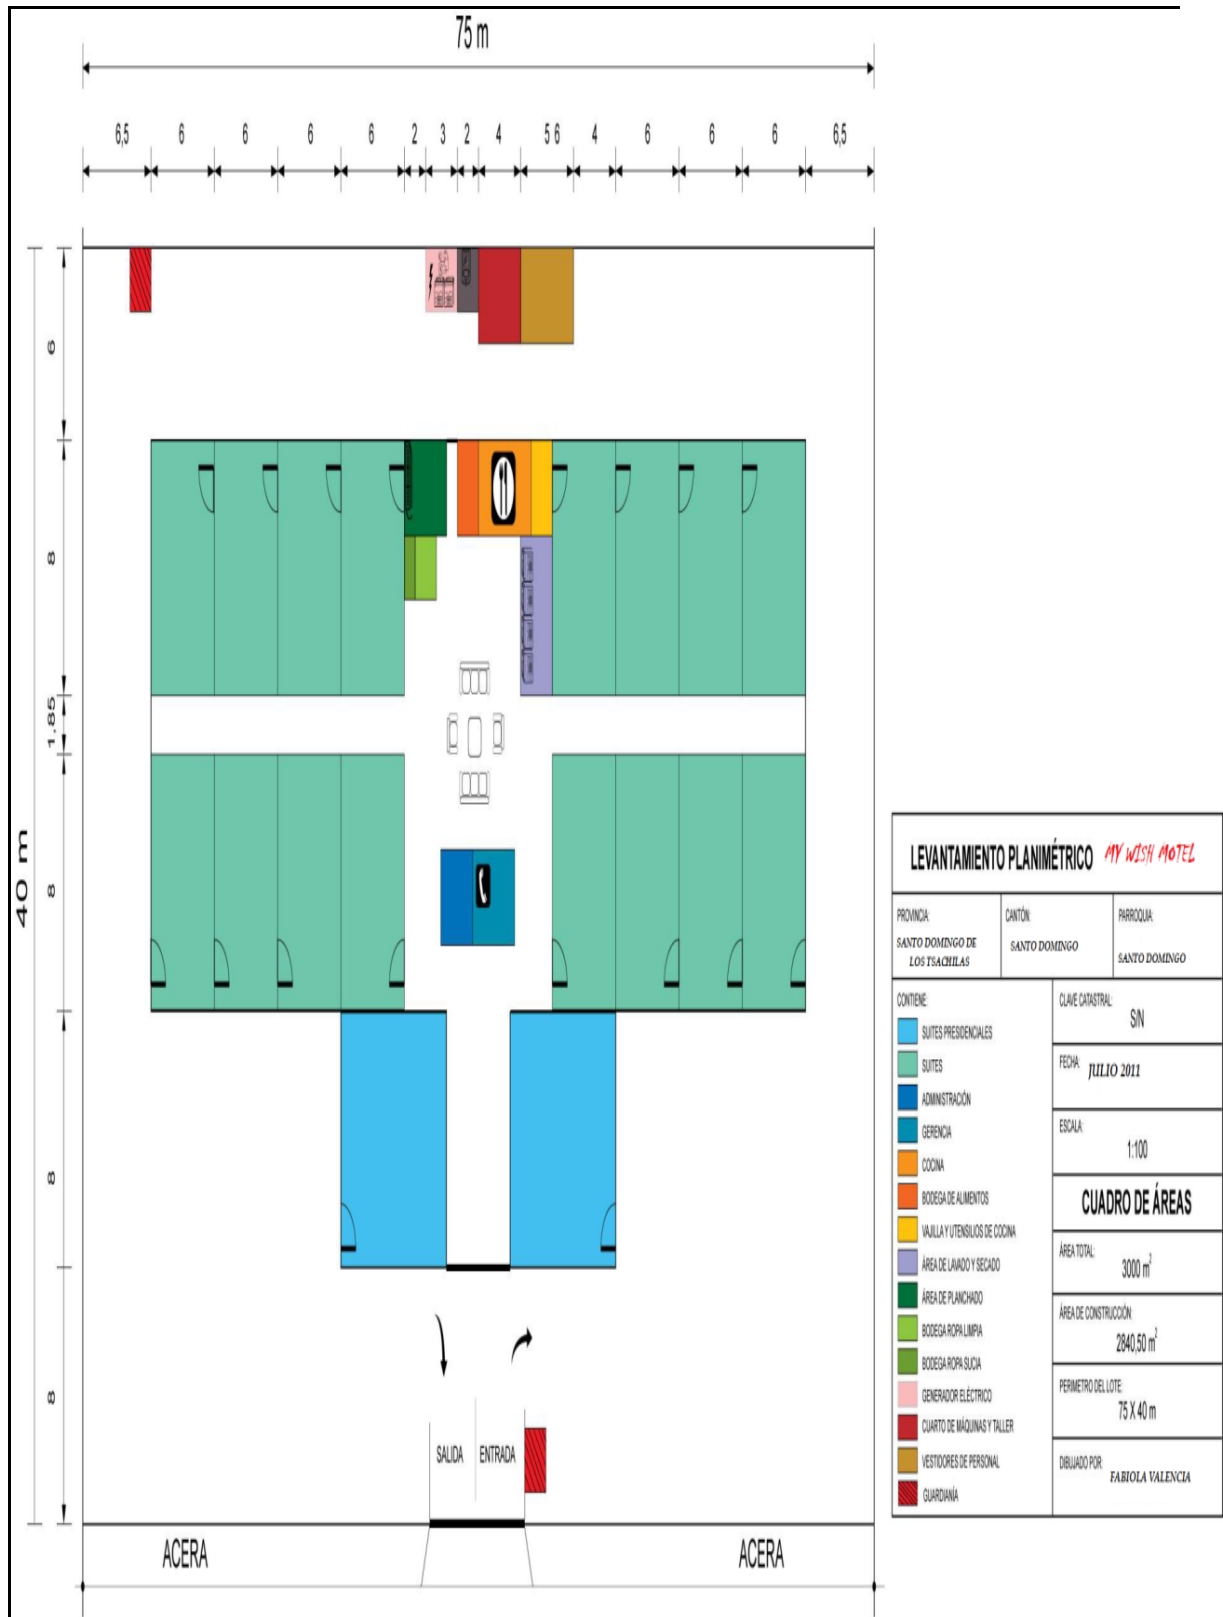 75 m
6,5 6 6 6 6 2 3 2 4 5 6 4 6 6 6 6,5
6
8
1,85
8
8
8
40 m
SALIDA ENTRADA
ACERA ACERA
LEVANTAMIENTO PLANIMÉTRICO MY WISH MOTEL
PROVINCIA: CANTÓN: PARROQUIA:
SANTO DOMINGO DE SANTO DOMINGO
LOS TSACHILAS SANTO DOMINGO
CONTIENE:
SUITES PRESIDENCIALES
SUITES
ADMINISTRACIÓN
GERENCIA
COCINA
BODEGA DE ALIMENTOS
VAJILLA Y UTENSILIOS DE COCINA
ÁREA DE LAVADO Y SECADO
ÁREA DE PLANCHADO
BODEGA ROPA LIMPIA
BODEGA ROPA SUCIA
GENERADOR ELÉCTRICO
CUARTO DE MÁQUINAS Y TALLER
VESTIDORES DE PERSONAL
GUARDIANÍA
CLAVE CATASTRAL:
S/N
FECHA: JULIO 2011
ESCALA:
1:100
CUADRO DE ÁREAS
ÁREA TOTAL:
3000 m²
ÁREA DE CONSTRUCCIÓN:
2840,50 m²
PERIMETRO DEL LOTE:
75 X 40 m
DIBUJADO POR:
FABIOLA VALENCIA